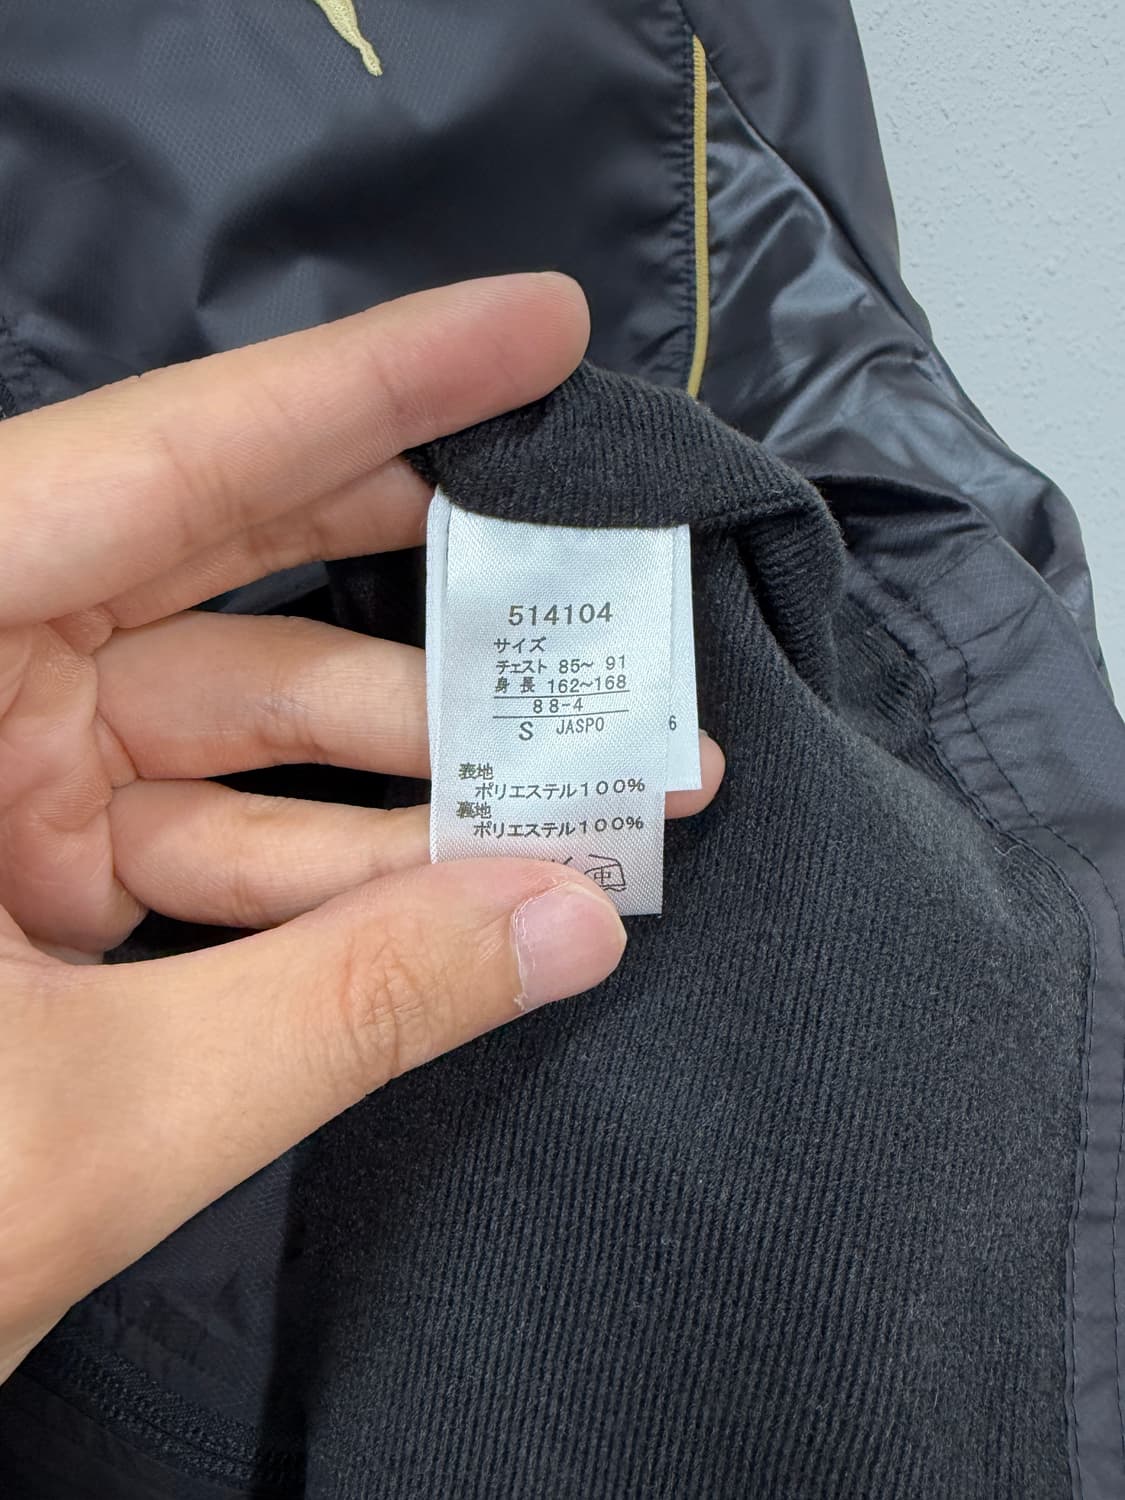 514104
サイズ
チェスト 85~ 91
身 長 162~168
88-4
S JASPO
6
表地
ポリエステル100%
裏地
ポリエステル100%
中